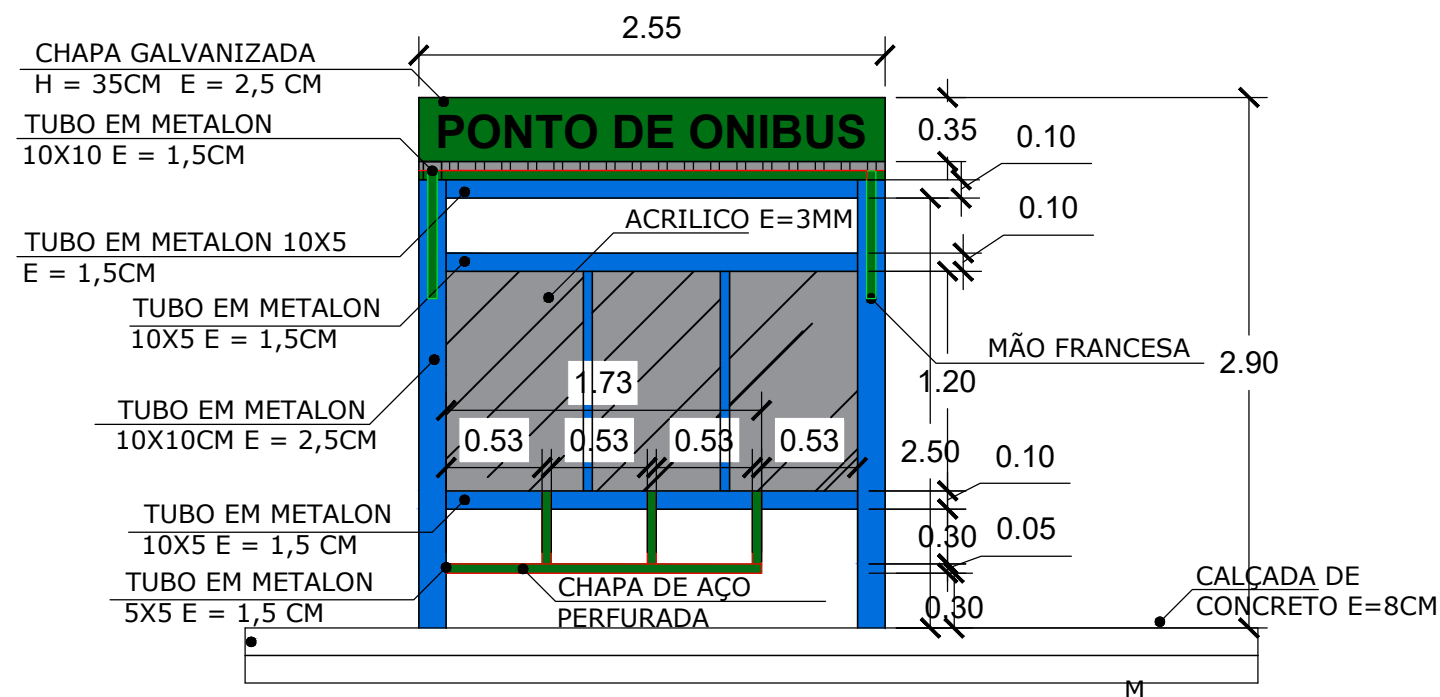 2.55
CHAPA GALVANIZADA
H = 35CM E = 2,5 CM
TUBO EM METALON
10X10 E = 1,5CM
PONTO DE ONIBUS
0.35
0.10
TUBO EM METALON 10X5
E = 1,5CM
ACRILICO E=3MM
0.10
TUBO EM METALON
10X5 E = 1,5CM
MÃO FRANCESA
2.90
1.73
1.20
TUBO EM METALON
10X10CM E = 2,5CM
0.53 0.53 0.53 0.53
2.50
0.10
TUBO EM METALON
10X5 E = 1,5 CM
0.30
0.05
TUBO EM METALON
5X5 E = 1,5 CM
CHAPA DE AÇO
PERFURADA
0.30
CALÇADA DE
CONCRETO E=8CM
M